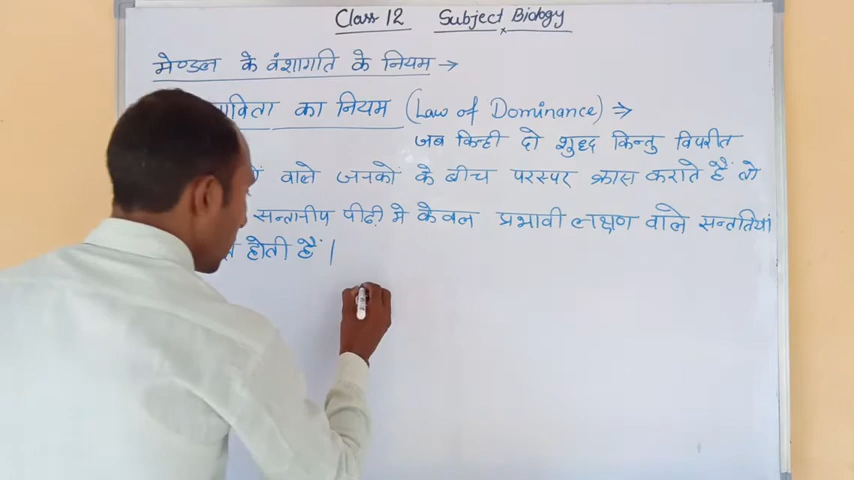 Class 12 Subject Biology
मेण्डल के वंशागति के नियम →
का नियम (Law of Dominance) ⇒
जब किन्ही दो शुद्ध किन्तु विपरीत
वाले जनकों के बीच परस्पर क्रास कराते हैं तो
सन्तानीय पीढ़ी मे केवल प्रभावी लक्षण वाले सन्ततियां
होती हैं |